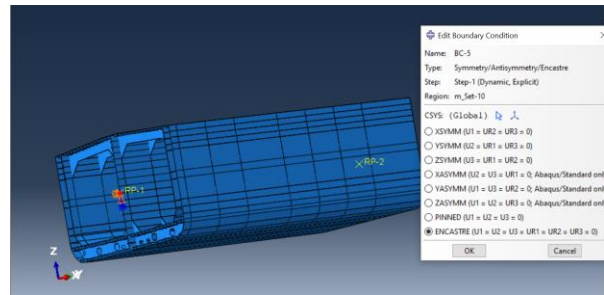 Edit Boundary Condition
Name: BC-5
Type: Symmetry/Antisymmetry/Encastre
Step: Step-1 (Dynamic, Explicit)
Region: m_Set-10
CSYS: (Global)
XSYMM (U1 = UR2 = UR3 = 0)
YSYMM (U2 = UR1 = UR3 = 0)
ZSYMM (U3 = UR1 = UR2 = 0)
XASYMM (U2 = U3 = UR1 = 0; Abaqus/Standard only
YASYMM (U1 = U3 = UR2 = 0; Abaqus/Standard only
ZASYMM (U1 = U2 = UR3 = 0; Abaqus/Standard only
PINNED (U1 = U2 = U3 = 0)
ENCASTRE (U1 = U2 = U3 = UR1 = UR2 = UR3 = 0)
OK Cancel
RP-1
RP-2
Z